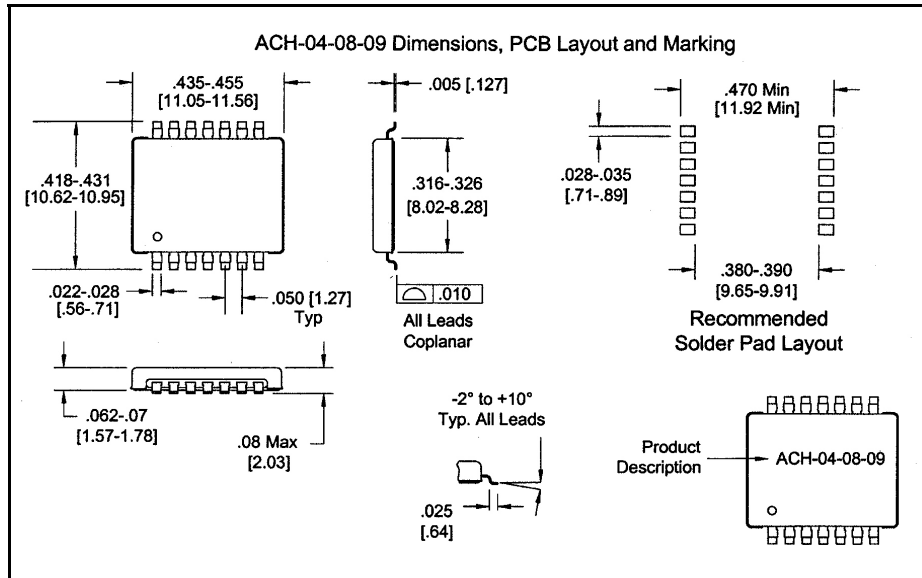 ACH-04-08-09 Dimensions, PCB Layout and Marking
.435-.455
[11.05-11.56]
.005 [.127]
.470 Min
[11.92 Min]
.418-.431
[10.62-10.95]
.316-.326
[8.02-8.28]
.028-.035
[.71-.89]
.022-.028
[.56-.71]
.050 [1.27]
Typ
.010
All Leads
Coplanar
.380-.390
[9.65-9.91]
Recommended
Solder Pad Layout
.062-.07
[1.57-1.78]
.08 Max
[2.03]
-2° to +10°
Typ. All Leads
.025
[.64]
Product
Description
ACH-04-08-09